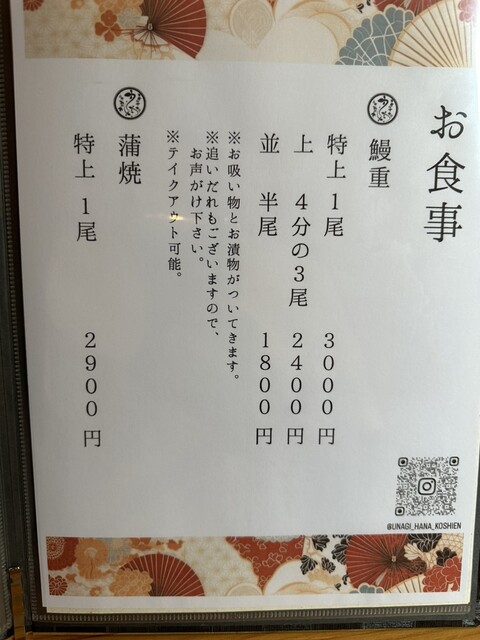 お食事
鰻重
特上 1尾 3000円
上 4分の3尾 2400円
並 半尾 1800円
※お吸い物とお漬物がついてきます。
※追いだれもございますので、
お声がけ下さい。
※テイクアウト可能。
蒲焼
特上 1尾 2900円
@UNAGI_HANA_KOSHIEN